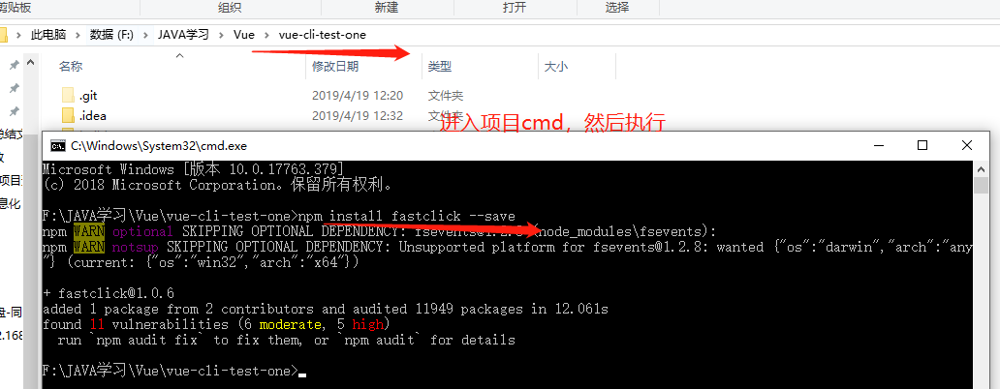 剪贴板 组织 新建 打开 选择
此电脑 数据 (F:) JAVA学习 Vue vue-cli-test-one
名称 修改日期 类型 大小
.git 2019/4/19 12:20 文件夹
.idea 2019/4/19 12:32 文件夹
进入项目cmd，然后执行
C:\Windows\System32\cmd.exe
Microsoft Windows [版本 10.0.17763.379]
(c) 2018 Microsoft Corporation。保留所有权利。
F:\JAVA学习\Vue\vue-cli-test-one>npm install fastclick --save
npm WARN optional SKIPPING OPTIONAL DEPENDENCY: fsevents@1.2.8 (node_modules\fsevents):
npm WARN notsup SKIPPING OPTIONAL DEPENDENCY: Unsupported platform for fsevents@1.2.8: wanted {"os":"darwin","arch":"any
"} (current: {"os":"win32","arch":"x64"})
+ fastclick@1.0.6
added 1 package from 2 contributors and audited 11949 packages in 12.061s
found 11 vulnerabilities (6 moderate, 5 high)
run `npm audit fix` to fix them, or `npm audit` for details
F:\JAVA学习\Vue\vue-cli-test-one>
总结文
项目
息化
盘-同
2.168